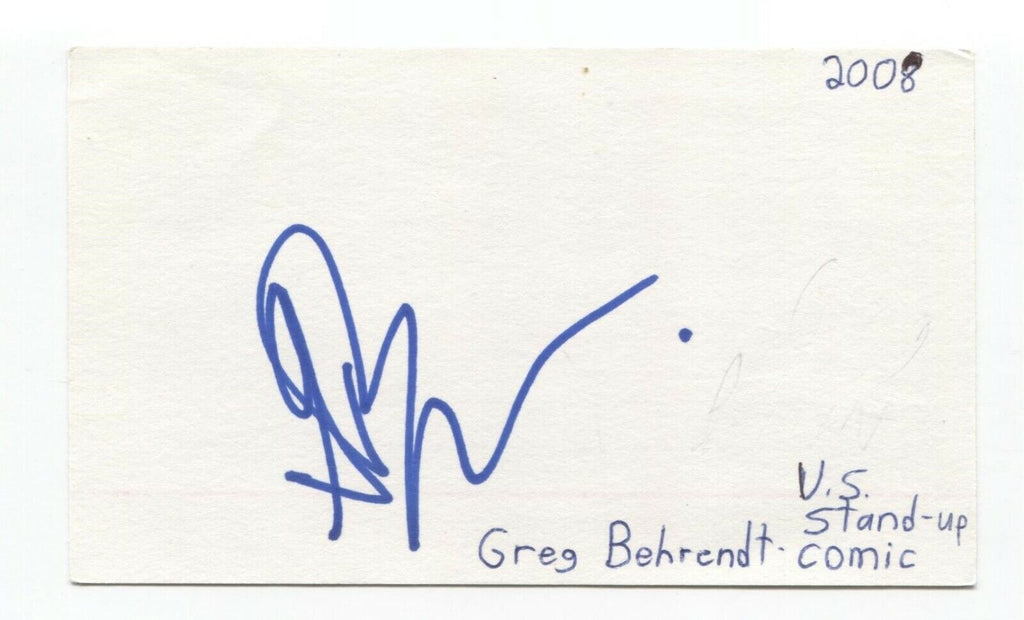 2008
U.S.
Stand-up
Greg Behrendt- comic